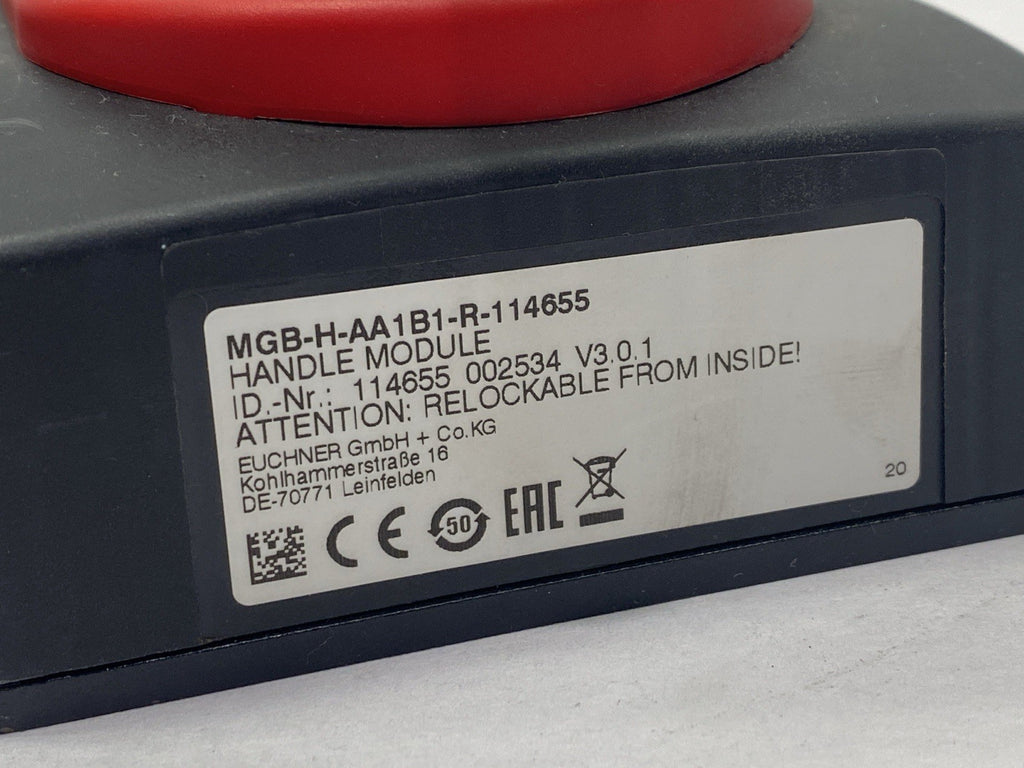 MGB-H-AA1B1-R-114655
HANDLE MODULE
ID.-Nr.: 114655 002534 V3.0.1
ATTENTION: RELOCKABLE FROM INSIDE!
EUCHNER GmbH + Co.KG
Kohlhammerstraße 16
DE-70771 Leinfelden
CE 50 EAC
20